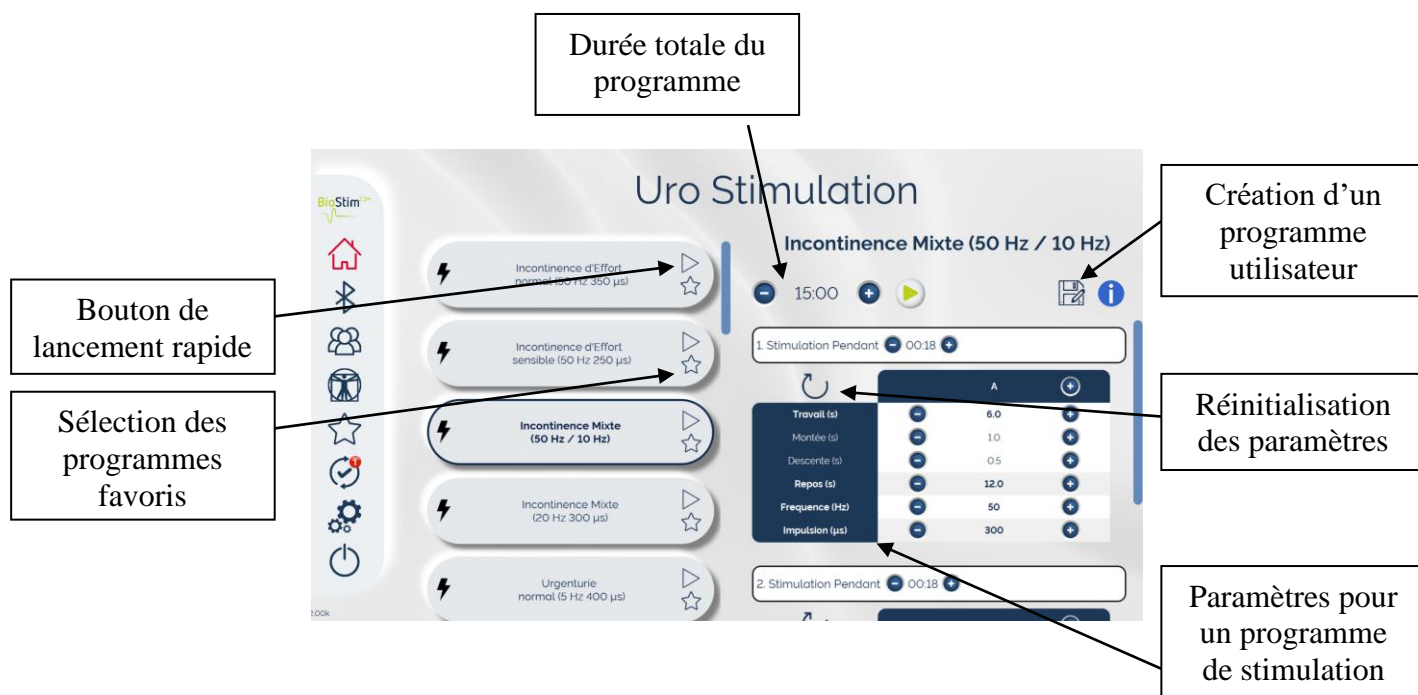 Durée totale du
programme
Uro Stimulation
BioStim
Création d'un
programme
utilisateur
Incontinence Mixte (50 Hz / 10 Hz)
Incontinence d'Effort
normal (50 Hz 350 µs)
15:00
Bouton de
lancement rapide
Incontinence d'Effort
sensible (50 Hz 250 µs)
1. Stimulation Pendant 00:18
A
Réinitialisation
des paramètres
Sélection des
programmes
favoris
Incontinence Mixte
(50 Hz / 10 Hz)
Travail (s) 6.0
Montée (s) 1.0
Descente (s) 0.5
Repos (s) 12.0
Frequence (Hz) 50
Impulsion (µs) 300
Incontinence Mixte
(20 Hz 300 µs)
Urgenturie
normal (5 Hz 400 µs)
2. Stimulation Pendant 00:18
Paramètres pour
un programme
de stimulation